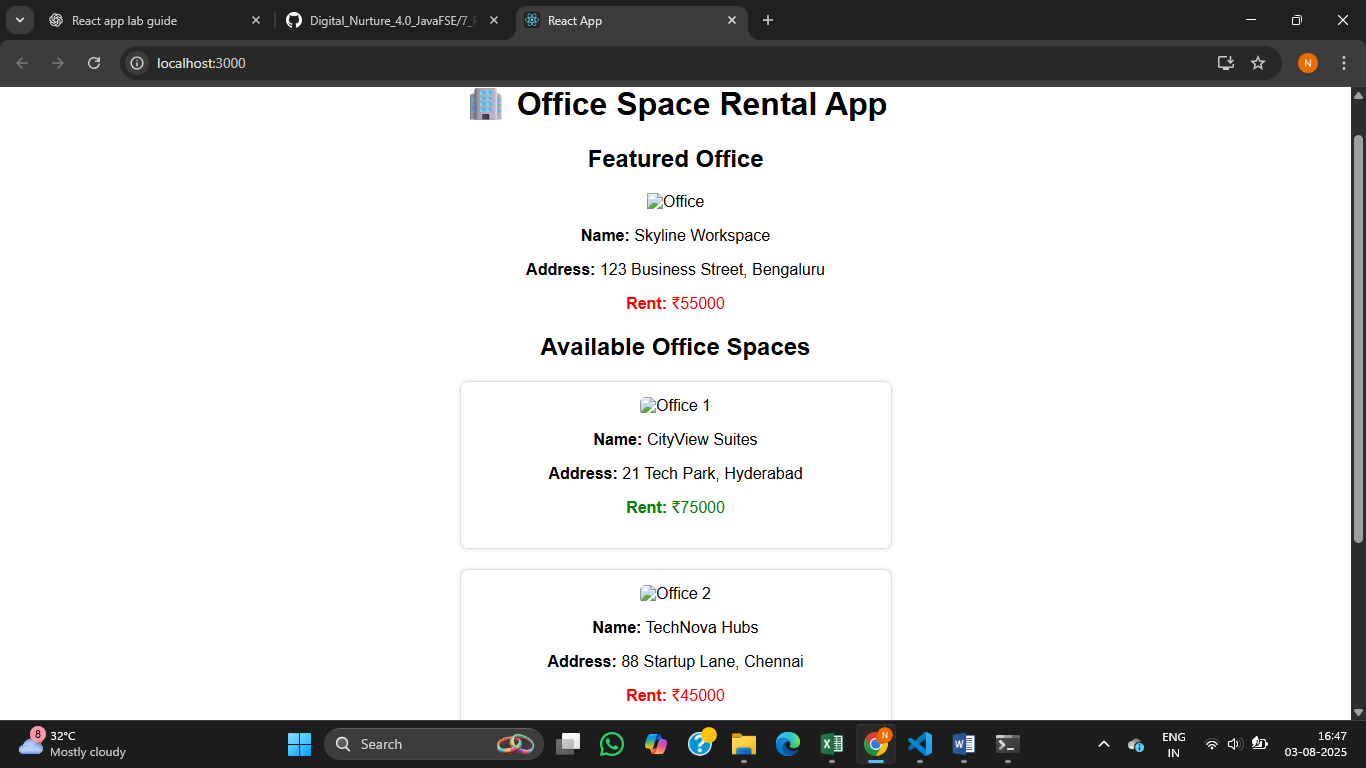 React app lab guide
Digital_Nurture_4.0_JavaFSE/7_
React App
localhost:3000
N
Office Space Rental App
Featured Office
Office
Name: Skyline Workspace
Address: 123 Business Street, Bengaluru
Rent: ₹55000
Available Office Spaces
Office 1
Name: CityView Suites
Address: 21 Tech Park, Hyderabad
Rent: ₹75000
Office 2
Name: TechNova Hubs
Address: 88 Startup Lane, Chennai
Rent: ₹45000
8
32°C
Mostly cloudy
Search
N
ENG
IN
16:47
03-08-2025